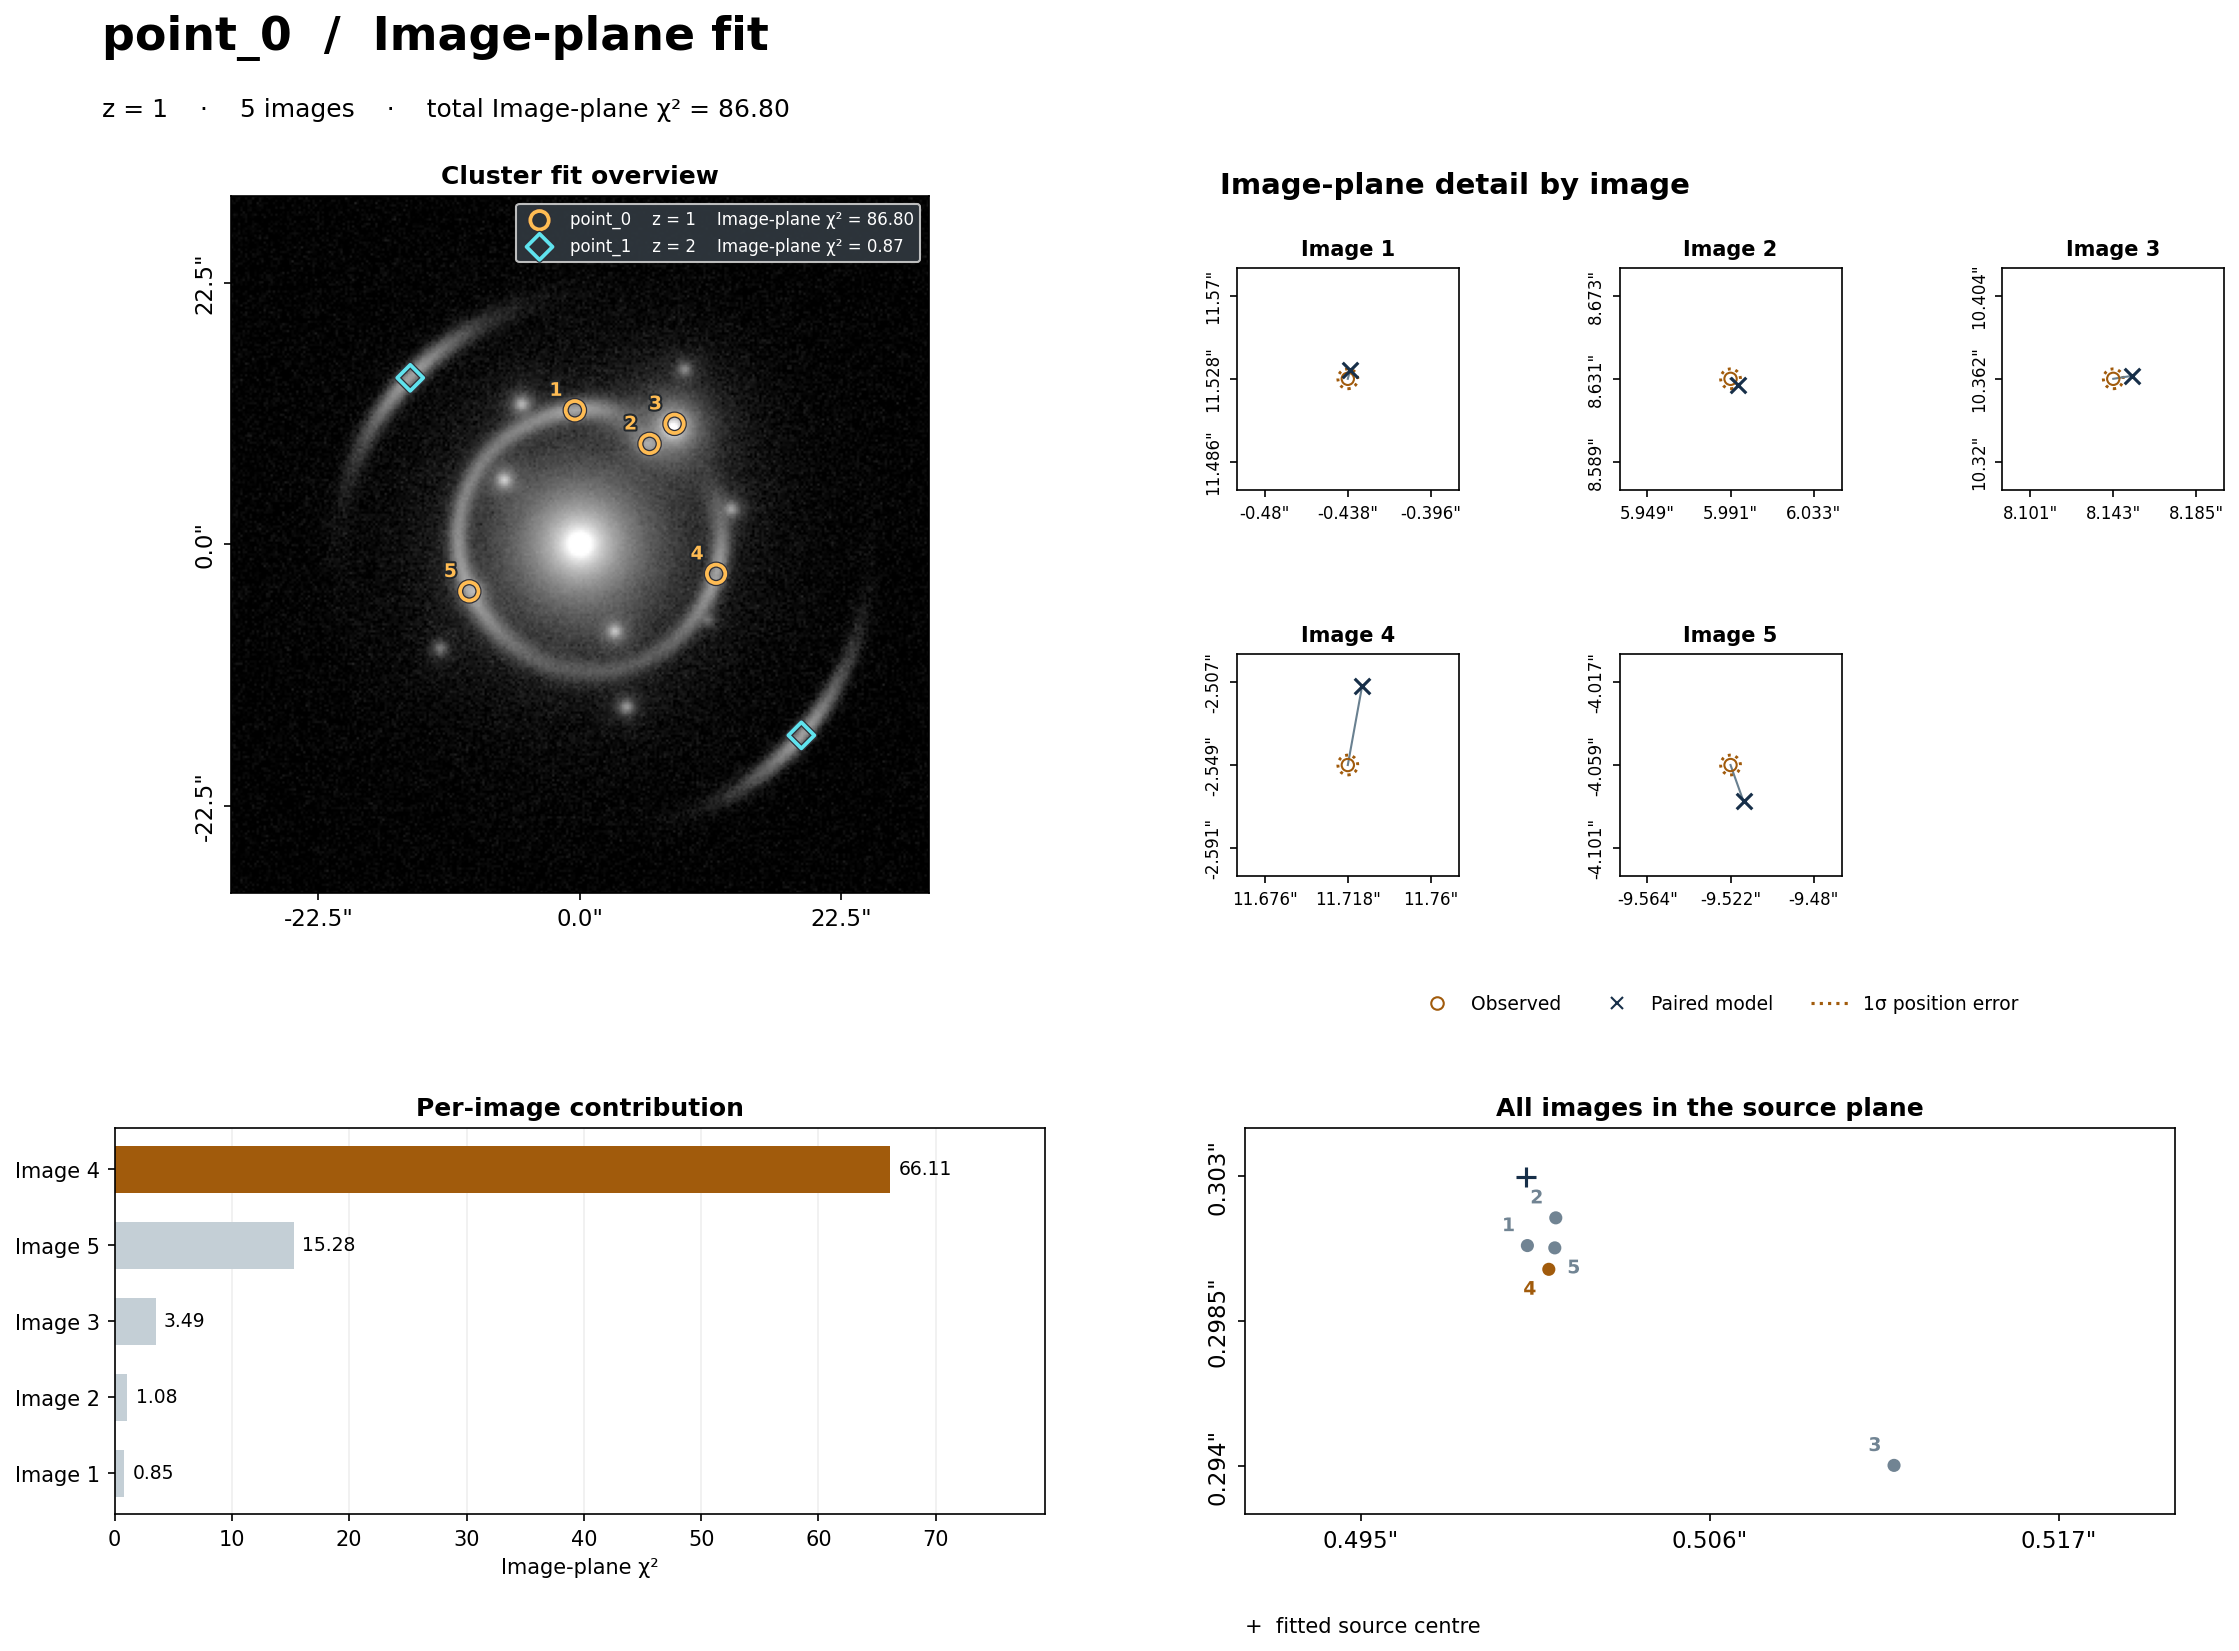 point_0 / Image-plane fit
z = 1 · 5 images · total Image-plane χ² = 86.80
Cluster fit overview
point_0 z = 1 Image-plane χ² = 86.80
point_1 z = 2 Image-plane χ² = 0.87
22.5"
0.0"
-22.5"
1
2
3
4
5
-22.5" 0.0" 22.5"
Image-plane detail by image
Image 1
11.57"
11.528"
11.486"
-0.48" -0.438" -0.396"
Image 2
8.673"
8.631"
8.589"
5.949" 5.991" 6.033"
Image 3
10.404"
10.362"
10.32"
8.101" 8.143" 8.185"
Image 4
-2.507"
-2.549"
-2.591"
11.676" 11.718" 11.76"
Image 5
-4.017"
-4.059"
-4.101"
-9.564" -9.522" -9.48"
Observed Paired model 1σ position error
Per-image contribution
Image 4 66.11
Image 5 15.28
Image 3 3.49
Image 2 1.08
Image 1 0.85
0 10 20 30 40 50 60 70
Image-plane χ²
All images in the source plane
0.303"
0.2985"
0.294"
2
1
5
4
3
0.495" 0.506" 0.517"
+ fitted source centre